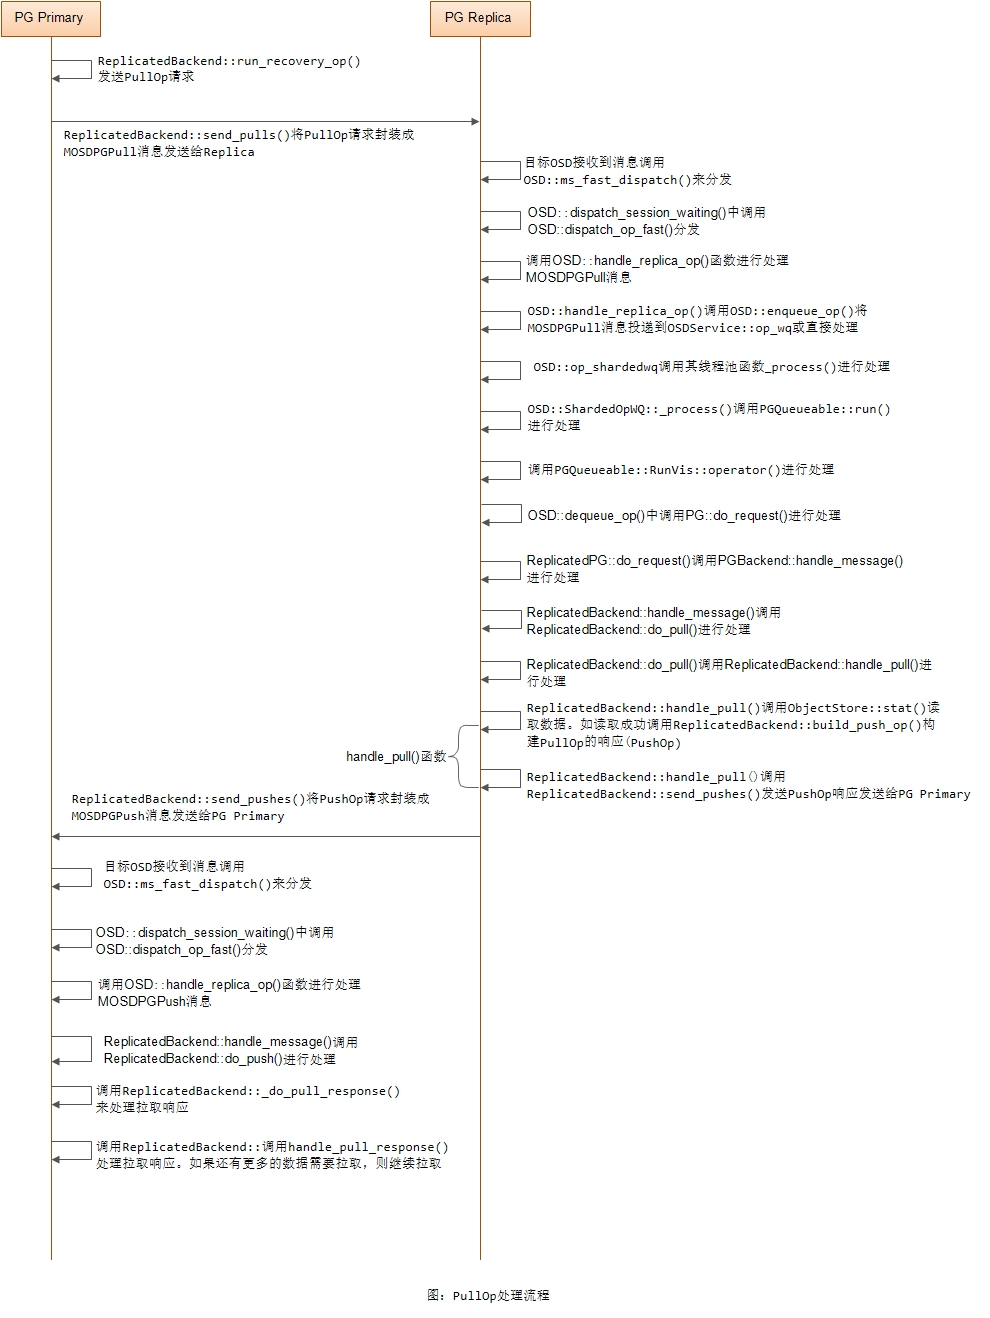 PG Primary
PG Replica
ReplicatedBackend::run_recovery_op()
发送PullOp请求
ReplicatedBackend::send_pulls()将PullOp请求封装成
MOSDPGPull消息发送给Replica
目标OSD接收到消息调用
OSD::ms_fast_dispatch()来分发
OSD::dispatch_session_waiting()中调用
OSD::dispatch_op_fast()分发
调用OSD::handle_replica_op()函数进行处理
MOSDPGPull消息
OSD::handle_replica_op()调用OSD::enqueue_op()将
MOSDPGPull消息投递到OSDService::op_wq或直接处理
OSD::op_shardedwq调用其线程池函数_process()进行处理
OSD::ShardedOpWQ::_process()调用PGQueueable::run()
进行处理
调用PGQueueable::RunVis::operator()进行处理
OSD::dequeue_op()中调用PG::do_request()进行处理
ReplicatedPG::do_request()调用PGBackend::handle_message()
进行处理
ReplicatedBackend::handle_message()调用
ReplicatedBackend::do_pull()进行处理
ReplicatedBackend::do_pull()调用ReplicatedBackend::handle_pull()进
行处理
ReplicatedBackend::handle_pull()调用ObjectStore::stat()读
取数据。如读取成功调用ReplicatedBackend::build_push_op()构
建PullOp的响应(PushOp)
handle_pull()函数
ReplicatedBackend::handle_pull()调用
ReplicatedBackend::send_pushes()发送PushOp响应发送给PG Primary
ReplicatedBackend::send_pushes()将PushOp请求封装成
MOSDPGPush消息发送给PG Primary
目标OSD接收到消息调用
OSD::ms_fast_dispatch()来分发
OSD::dispatch_session_waiting()中调用
OSD::dispatch_op_fast()分发
调用OSD::handle_replica_op()函数进行处理
MOSDPGPush消息
ReplicatedBackend::handle_message()调用
ReplicatedBackend::do_push()进行处理
调用ReplicatedBackend::_do_pull_response()
来处理拉取响应
调用ReplicatedBackend::调用handle_pull_response()
处理拉取响应。如果还有更多的数据需要拉取，则继续拉取
图：PullOp处理流程